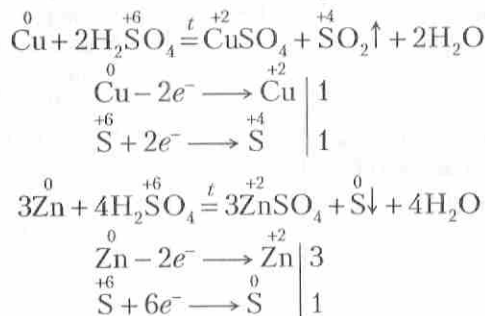 0 +6 t +2 +4
Cu + 2H₂SO₄ = CuSO₄ + SO₂↑ + 2H₂O
0 +2
Cu − 2e⁻ ⟶ Cu | 1
+6 +4
S + 2e⁻ ⟶ S | 1
0 +6 t +2 0
3Zn + 4H₂SO₄ = 3ZnSO₄ + S↓ + 4H₂O
0 +2
Zn − 2e⁻ ⟶ Zn | 3
+6 0
S + 6e⁻ ⟶ S | 1